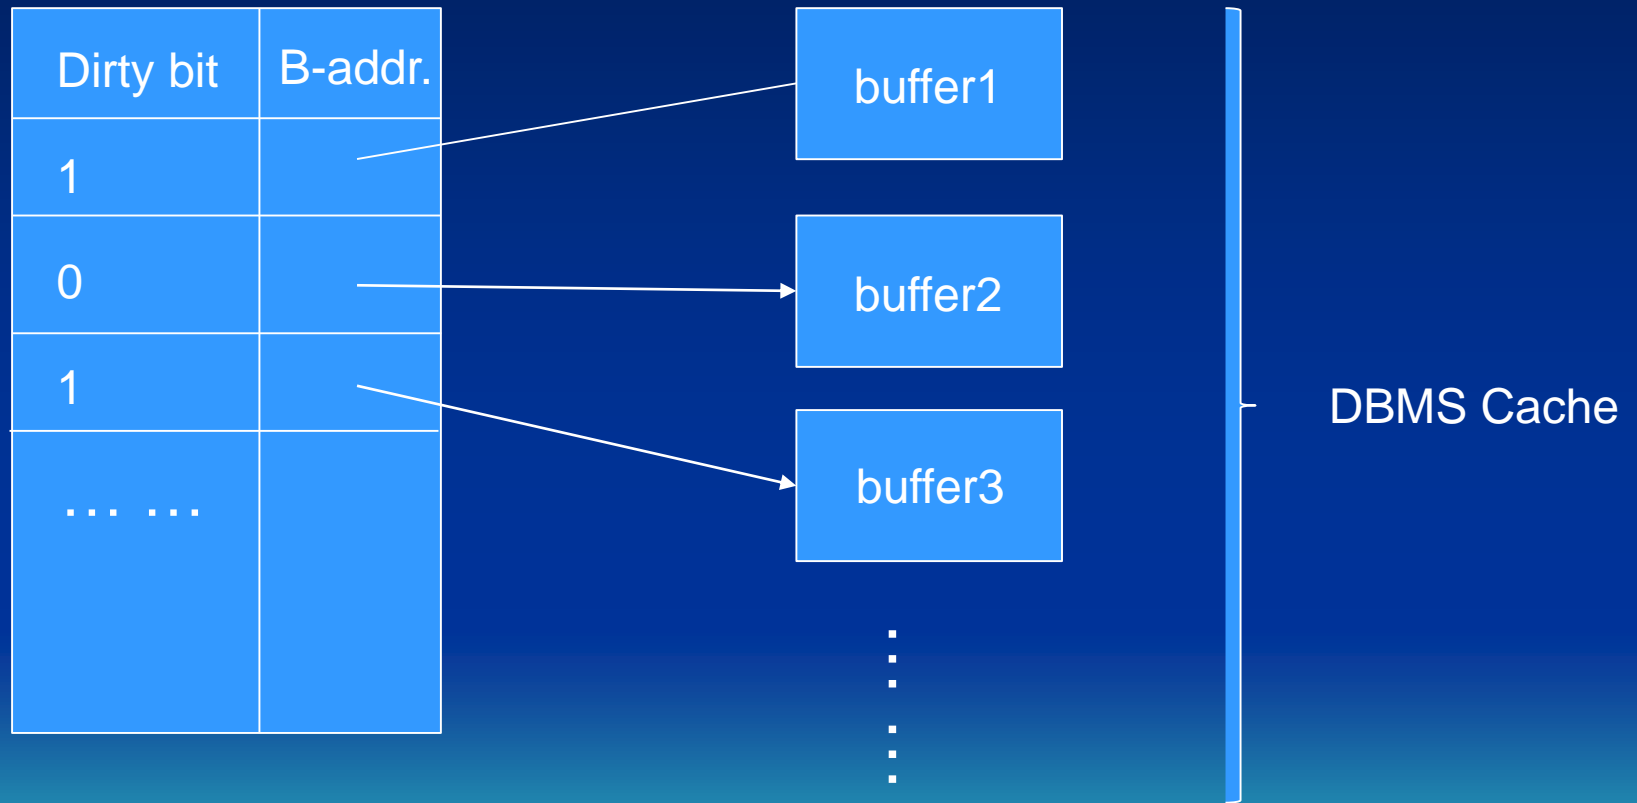 Dirty bit B-addr.
1
0
1
… …
buffer1
buffer2
buffer3
DBMS Cache